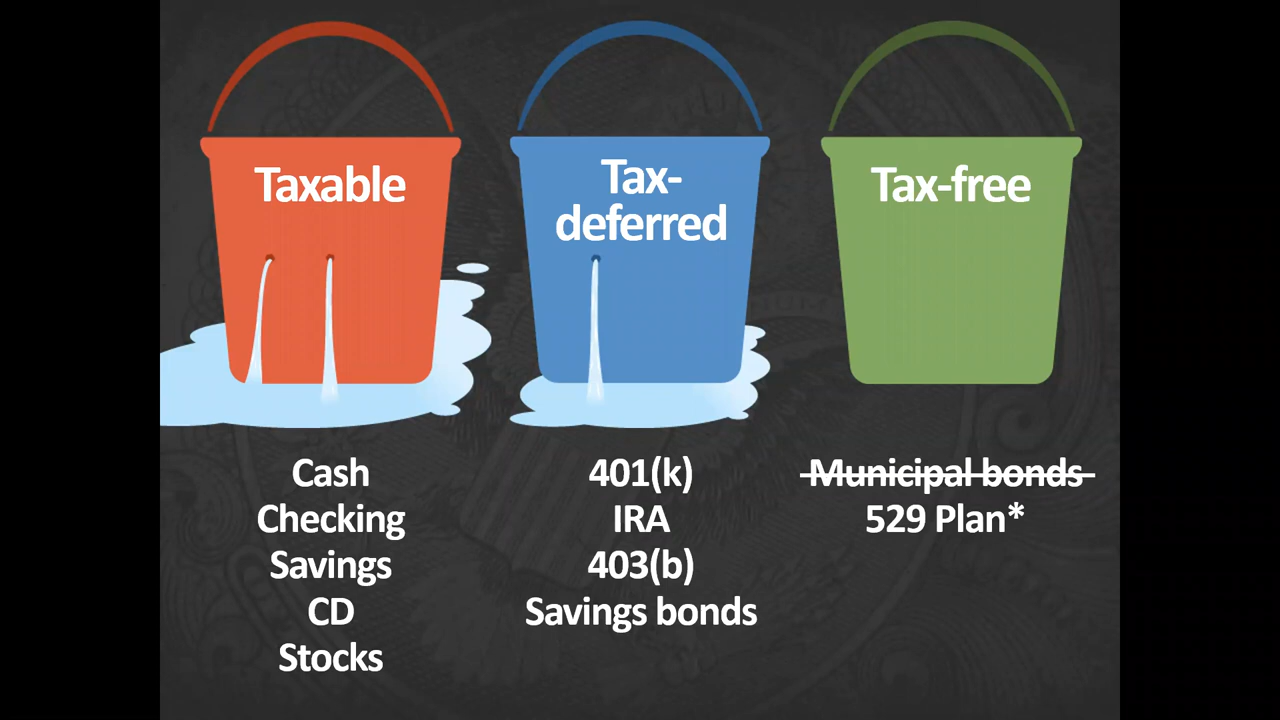 Taxable
Tax-
deferred
Tax-free
Cash
Checking
Savings
CD
Stocks
401(k)
IRA
403(b)
Savings bonds
Municipal bonds
529 Plan*